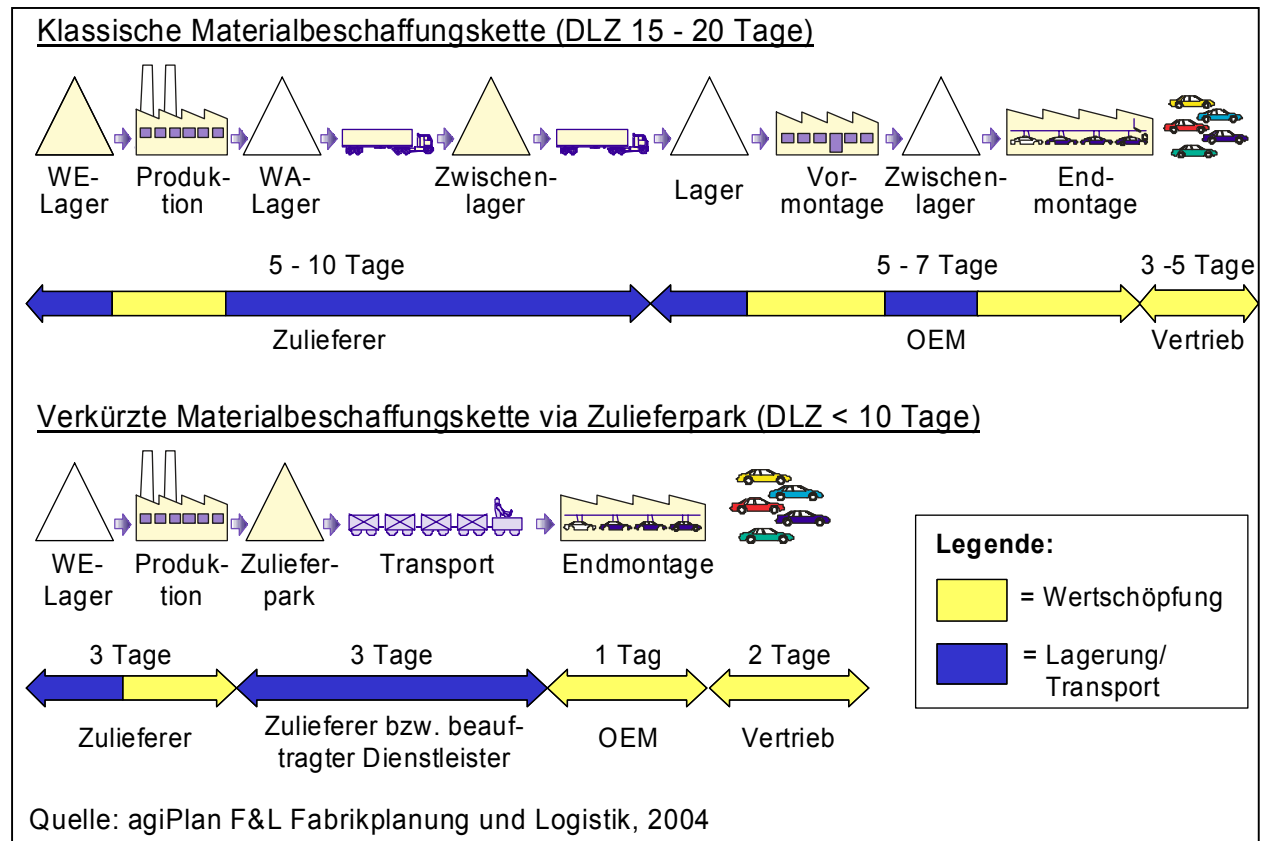 Klassische Materialbeschaffungskette (DLZ 15 - 20 Tage)
WE-
Lager
Produk-
tion
WA-
Lager
Zwischen-
lager
Lager
Vor-
montage
Zwischen-
lager
End-
montage
5 - 10 Tage
5 - 7 Tage
3 -5 Tage
Zulieferer
OEM
Vertrieb
Verkürzte Materialbeschaffungskette via Zulieferpark (DLZ < 10 Tage)
WE-
Lager
Produk-
tion
Zuliefer-
park
Transport
Endmontage
3 Tage
3 Tage
1 Tag
2 Tage
Zulieferer
Zulieferer bzw. beauf-
tragter Dienstleister
OEM
Vertrieb
Legende:
= Wertschöpfung
= Lagerung/
Transport
Quelle: agiPlan F&L Fabrikplanung und Logistik, 2004